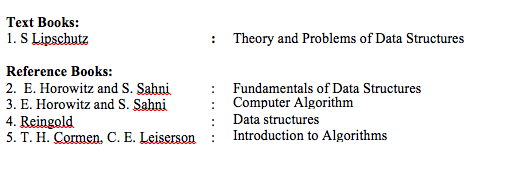 Text Books:
1. S Lipschutz : Theory and Problems of Data Structures
Reference Books:
2. E. Horowitz and S. Sahni : Fundamentals of Data Structures
3. E. Horowitz and S. Sahni : Computer Algorithm
4. Reingold : Data structures
5. T. H. Cormen, C. E. Leiserson : Introduction to Algorithms